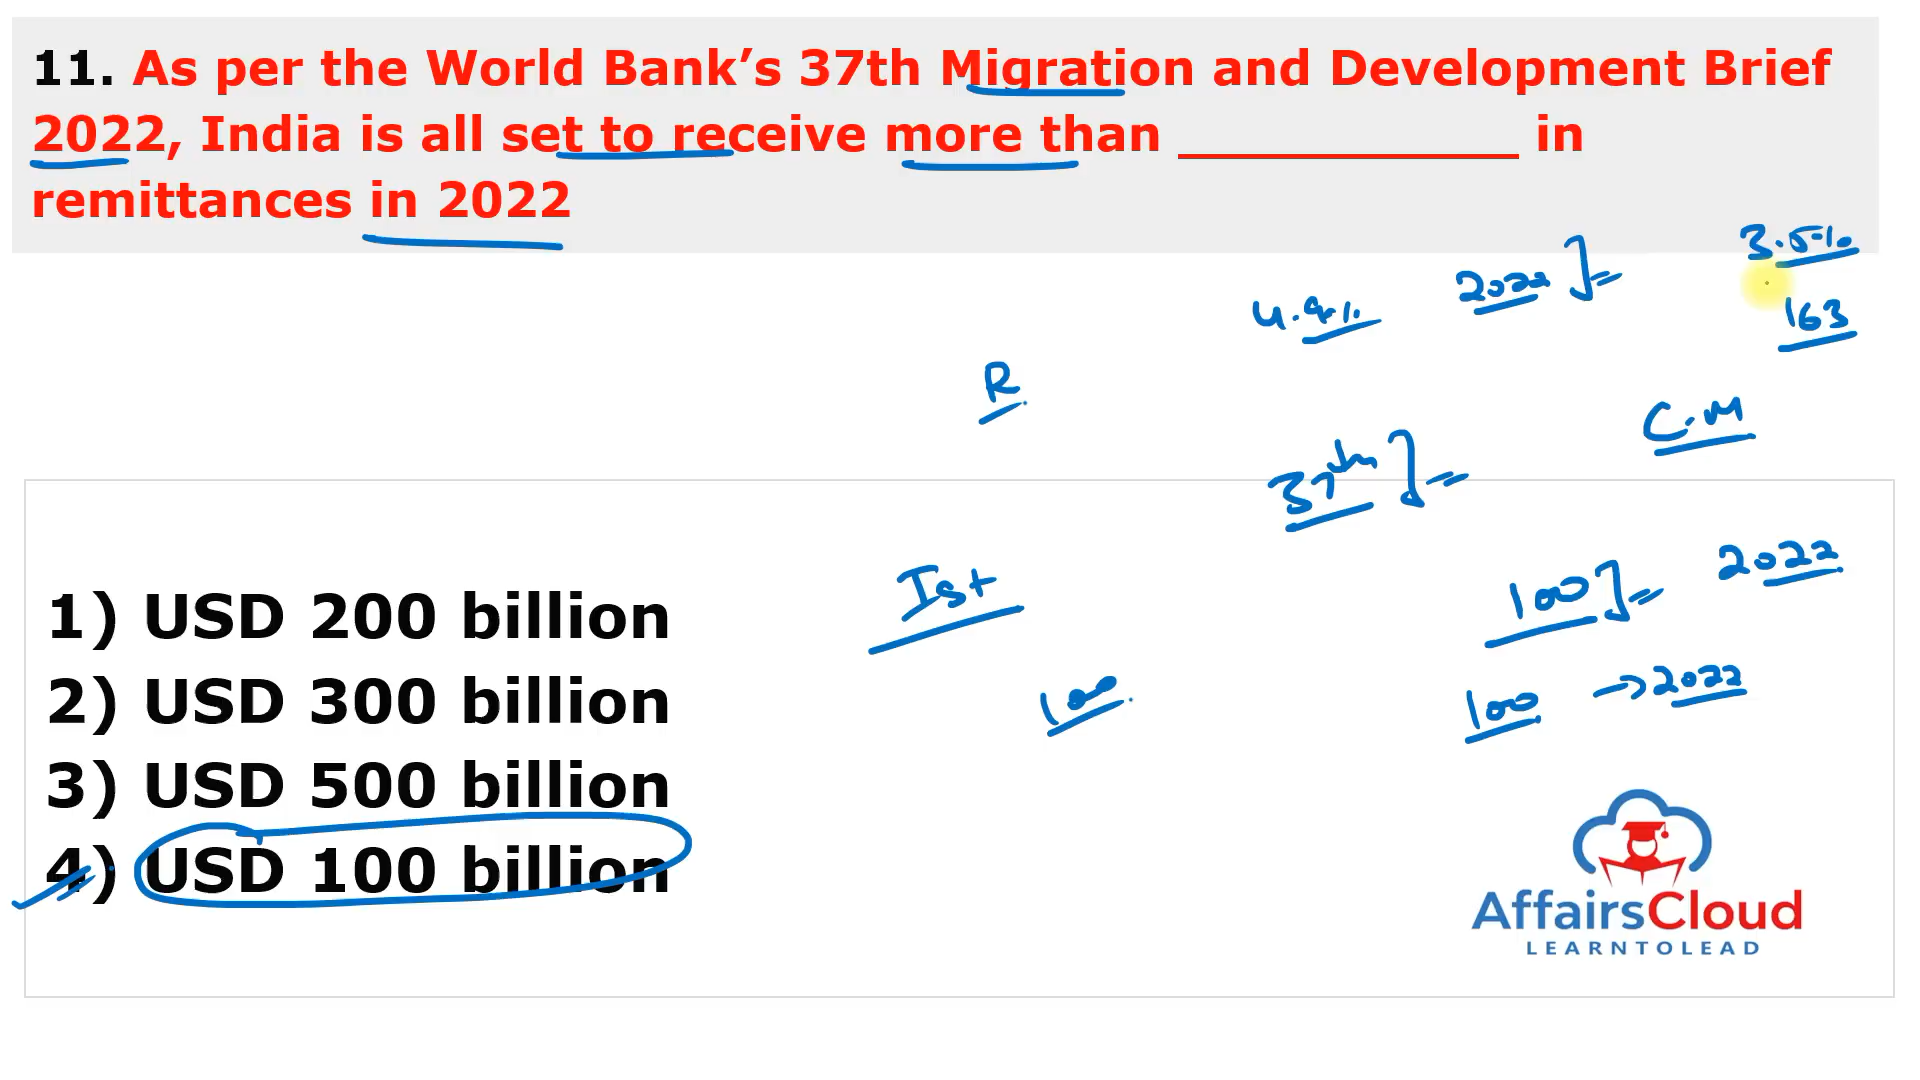 11. As per the World Bank’s 37th Migration and Development Brief
2022, India is all set to receive more than ______________ in
remittances in 2022
3.5%
2022
4.9%
163
R
C.M
37th
1) USD 200 billion
Ist
100
2022
2) USD 300 billion
100
100 → 2022
3) USD 500 billion
4) USD 100 billion
AffairsCloud
LEARNTOLEAD